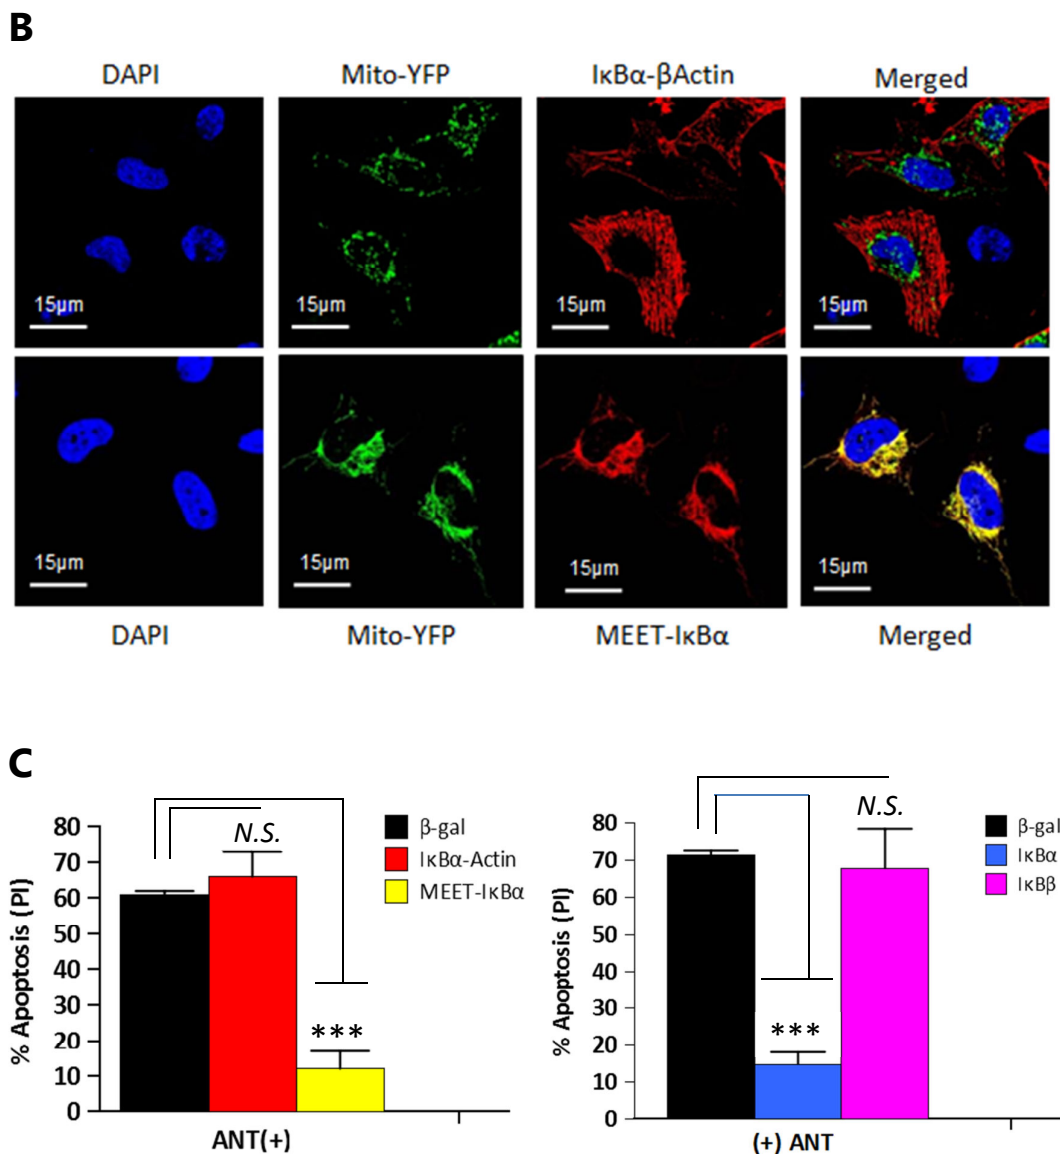 B
DAPI Mito-YFP IκBα-βActin Merged
15μm 15μm 15μm 15μm
15μm 15μm 15μm 15μm
DAPI Mito-YFP MEET-IκBα Merged
C
% Apoptosis (PI)
80
70
60
50
40
30
20
10
0
N.S.
***
β-gal
IκBα-Actin
MEET-IκBα
ANT(+)
% Apoptosis (PI)
80
70
60
50
40
30
20
10
0
***
N.S.
β-gal
IκBα
IκBβ
(+) ANT